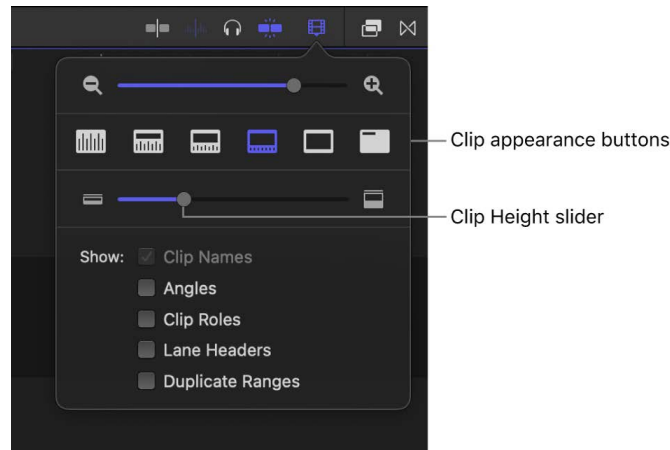 Clip appearance buttons
Clip Height slider
Show: Clip Names
Angles
Clip Roles
Lane Headers
Duplicate Ranges